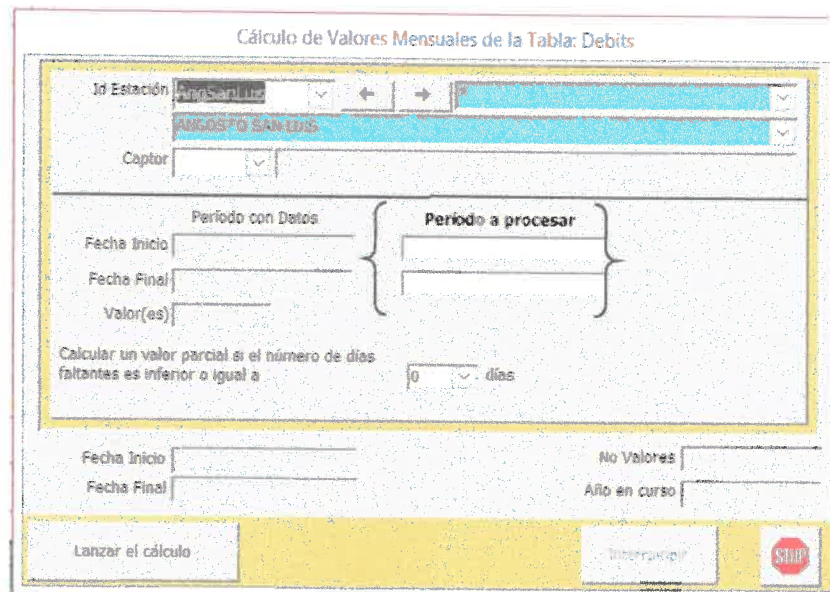 Cálculo de Valores Mensuales de la Tabla: Debits
Id Estación AngSanLuis *
ANGOSTO SAN LUIS
Captor
Período con Datos Período a procesar
Fecha Inicio
Fecha Final
Valor(es)
Calcular un valor parcial si el número de días
faltantes es inferior o igual a 0 días
Fecha Inicio No Valores
Fecha Final Año en curso
Lanzar el cálculo Interrumpir STOP